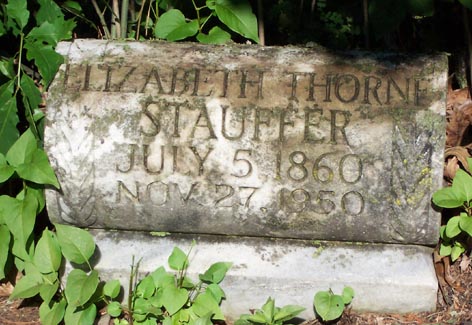 ELIZABETH THORNE
STAUFFER
JULY 5 1860
NOV. 27, 1950